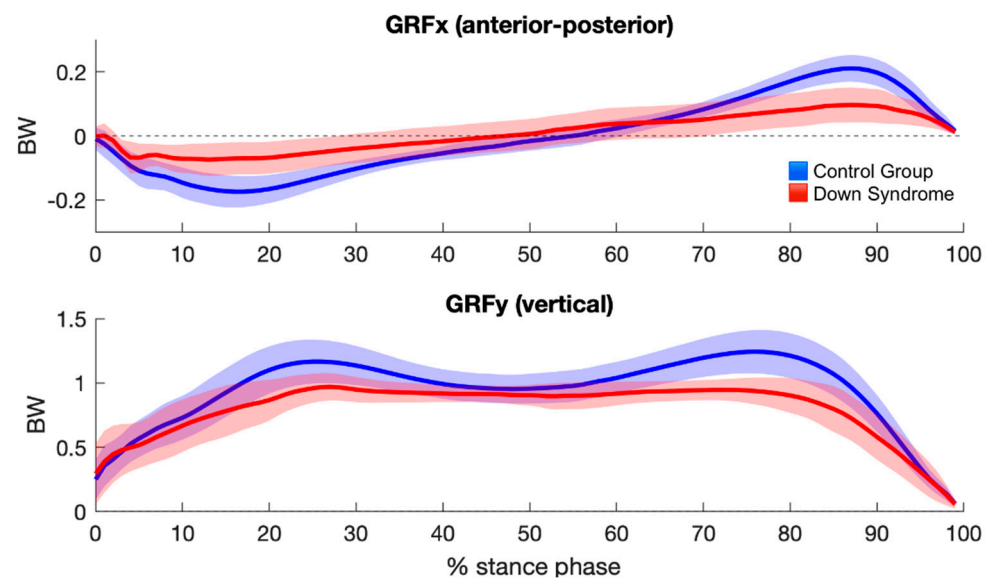 GRFx (anterior-posterior)
BW
0.2
0
-0.2
Control Group
Down Syndrome
0 10 20 30 40 50 60 70 80 90 100
GRFy (vertical)
BW
1.5
1
0.5
0
0 10 20 30 40 50 60 70 80 90 100
% stance phase